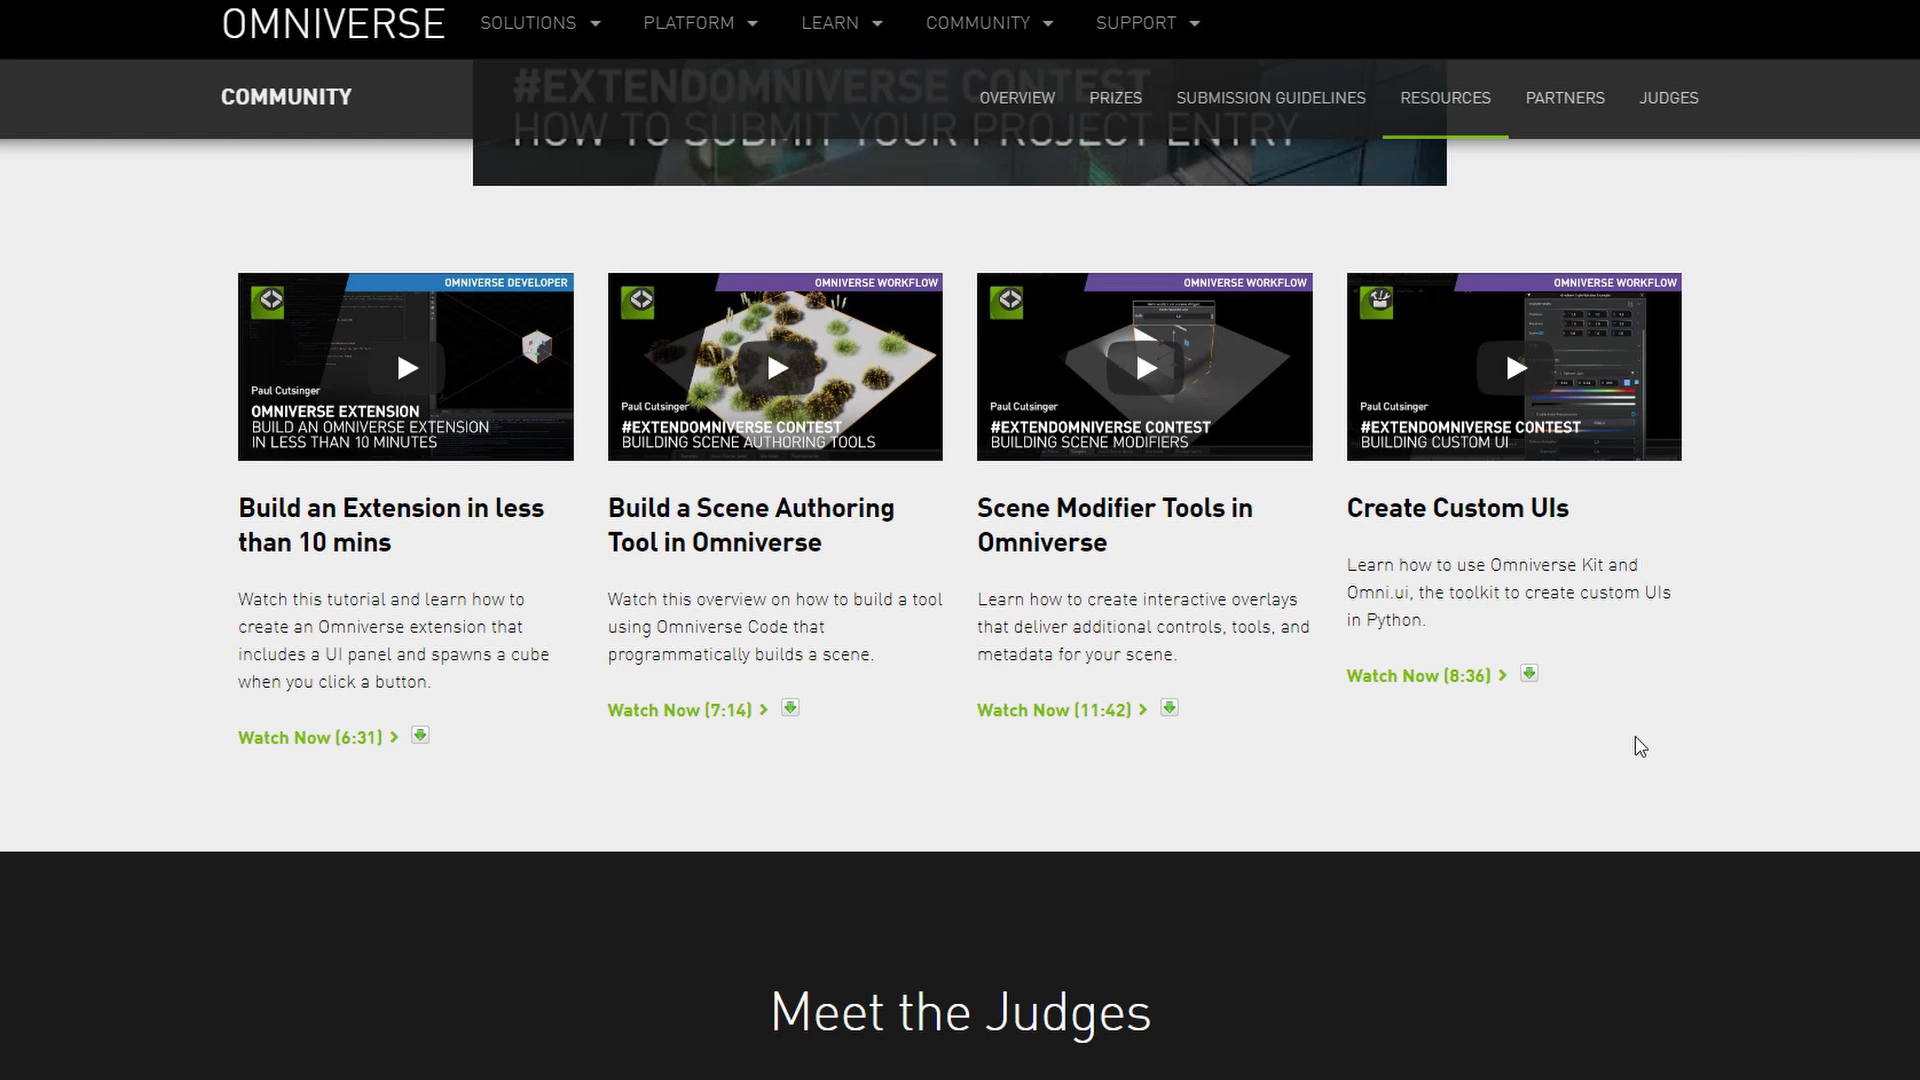 OMNIVERSE
SOLUTIONS
PLATFORM
LEARN
COMMUNITY
SUPPORT
COMMUNITY
OVERVIEW
PRIZES
SUBMISSION GUIDELINES
RESOURCES
PARTNERS
JUDGES
#EXTENDOMNIVERSE CONTEST
HOW TO SUBMIT YOUR PROJECT ENTRY
OMNIVERSE DEVELOPER
Paul Cutsinger
OMNIVERSE EXTENSION
BUILD AN OMNIVERSE EXTENSION
IN LESS THAN 10 MINUTES
OMNIVERSE WORKFLOW
Paul Cutsinger
#EXTENDOMNIVERSE CONTEST
BUILDING SCENE AUTHORING TOOLS
OMNIVERSE WORKFLOW
Paul Cutsinger
#EXTENDOMNIVERSE CONTEST
BUILDING SCENE MODIFIERS
OMNIVERSE WORKFLOW
Paul Cutsinger
#EXTENDOMNIVERSE CONTEST
BUILDING CUSTOM UI
Build an Extension in less
than 10 mins
Watch this tutorial and learn how to
create an Omniverse extension that
includes a UI panel and spawns a cube
when you click a button.
Watch Now (6:31)
Build a Scene Authoring
Tool in Omniverse
Watch this overview on how to build a tool
using Omniverse Code that
programmatically builds a scene.
Watch Now (7:14)
Scene Modifier Tools in
Omniverse
Learn how to create interactive overlays
that deliver additional controls, tools, and
metadata for your scene.
Watch Now (11:42)
Create Custom UIs
Learn how to use Omniverse Kit and
Omni.ui, the toolkit to create custom UIs
in Python.
Watch Now (8:36)
Meet the Judges